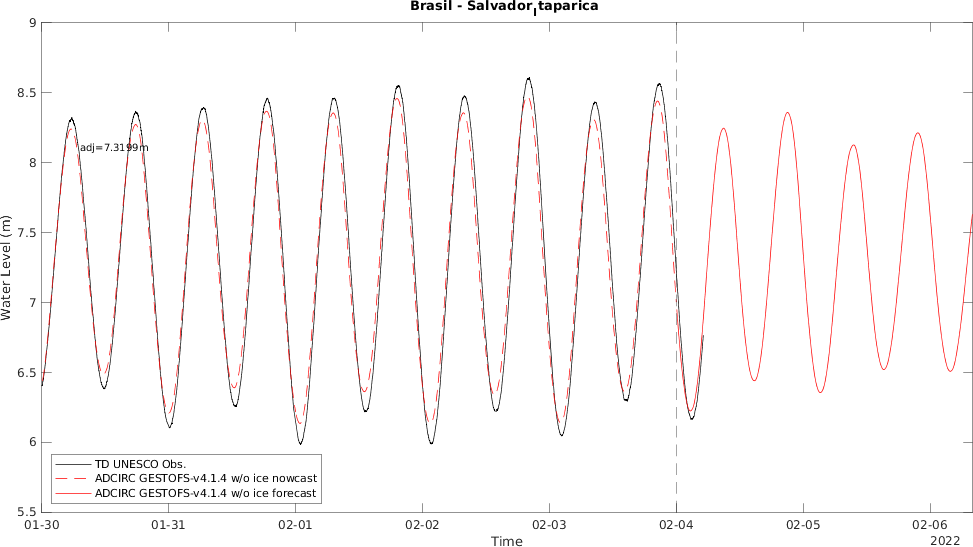 Brasil - Salvador_Itaparica
9
8.5
8
7.5
7
6.5
6
5.5
Water Level (m)
adj=7.3199m
TD UNESCO Obs.
ADCIRC GESTOFS-v4.1.4 w/o ice nowcast
ADCIRC GESTOFS-v4.1.4 w/o ice forecast
01-30 01-31 02-01 02-02 02-03 02-04 02-05 02-06
Time
2022